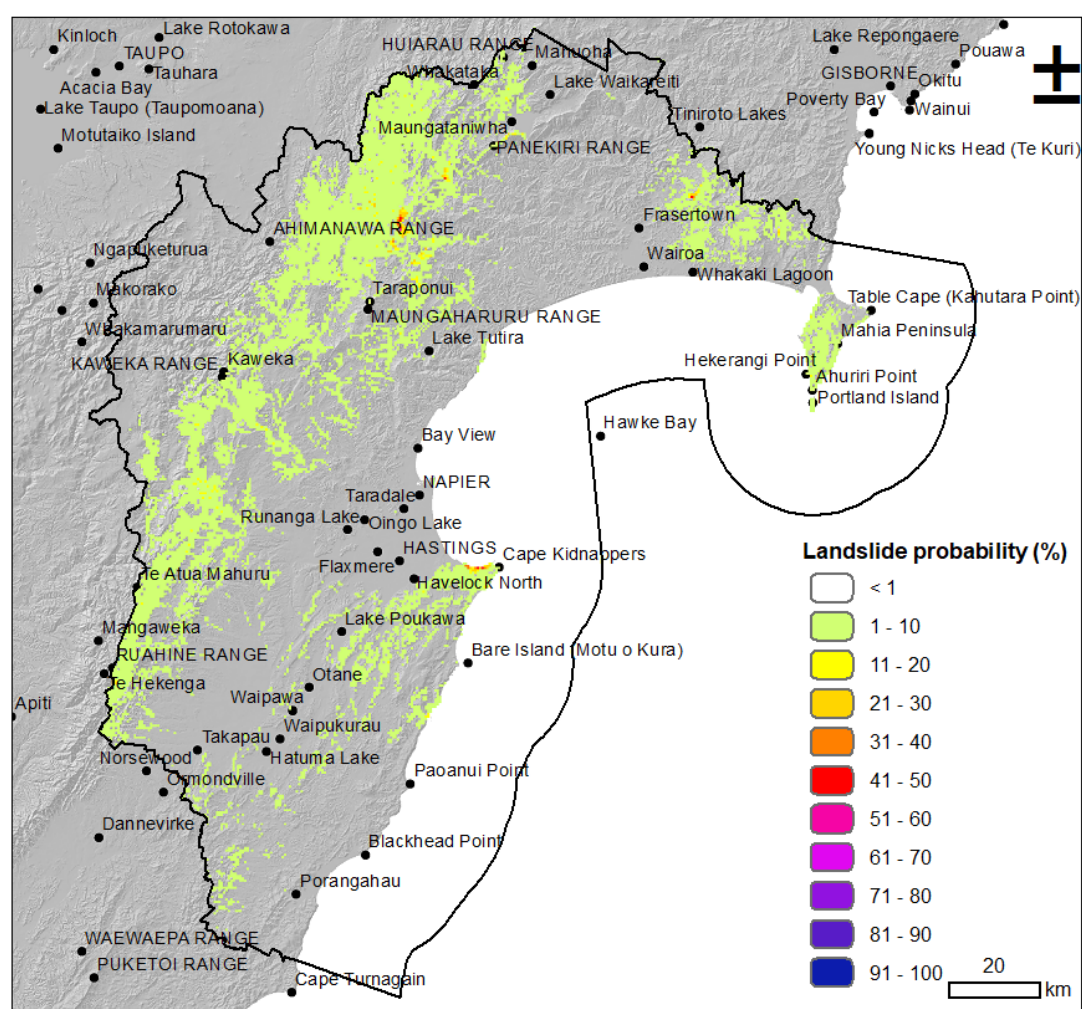 Kinloch
Lake Rotokawa
TAUPO
Tauhara
Acacia Bay
Lake Taupo (Taupomoana)
Motutaiko Island
HUIARAU RANGE
Manuoha
Whakataka
Lake Waikareiti
Maungataniwha
PANEKIRI RANGE
Tiniroto Lakes
Lake Repongaere
Pouawa
GISBORNE
Okitu
Poverty Bay
Wainui
Young Nicks Head (Te Kuri)
AHIMANAWA RANGE
Frasertown
Wairoa
Whakaki Lagoon
Ngapuketurua
Makorako
Whakamarumaru
KAWEKA RANGE
Kaweka
Taraponui
MAUNGAHARURU RANGE
Lake Tutira
Table Cape (Kahutara Point)
Mahia Peninsula
Hekerangi Point
Ahuriri Point
Portland Island
Bay View
Hawke Bay
NAPIER
Taradale
Runanga Lake
Oingo Lake
HASTINGS
Cape Kidnappers
Flaxmere
Havelock North
Te Atua Mahuru
Mangaweka
Lake Poukawa
RUAHINE RANGE
Bare Island (Motu o Kura)
Te Hekenga
Otane
Apiti
Waipawa
Waipukurau
Takapau
Norsewood
Hatuma Lake
Ormondville
Paoanui Point
Dannevirke
Blackhead Point
Porangahau
WAEWAEPA RANGE
PUKETOI RANGE
Cape Turnagain
Landslide probability (%)
< 1
1 - 10
11 - 20
21 - 30
31 - 40
41 - 50
51 - 60
61 - 70
71 - 80
81 - 90
91 - 100
20
km